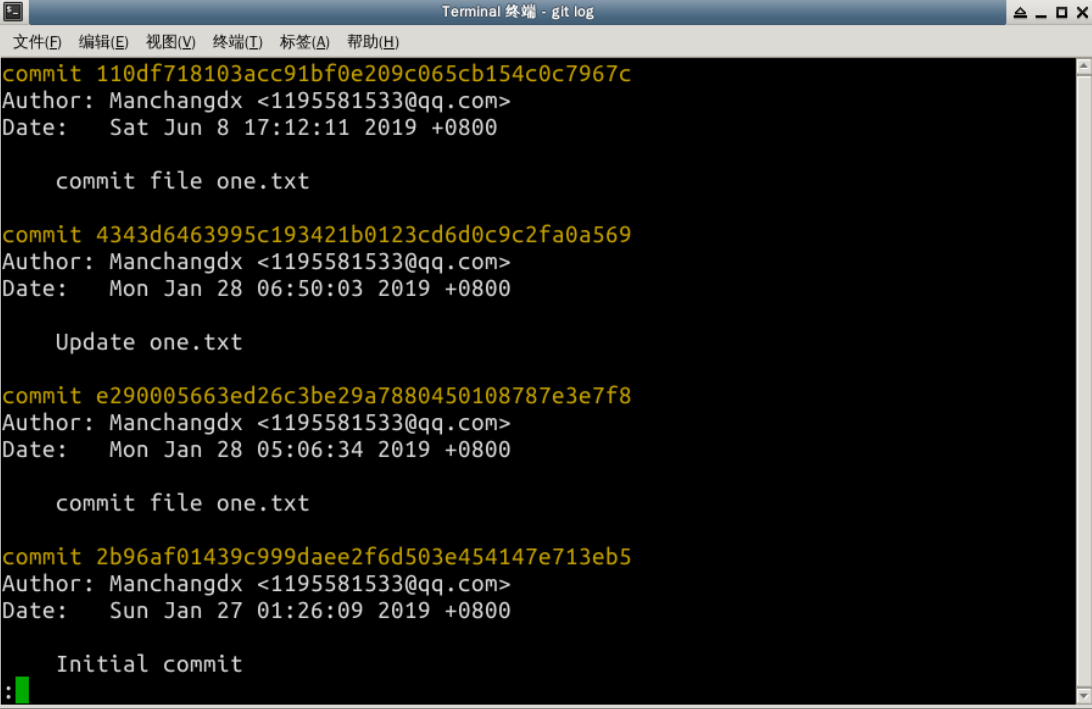 Terminal 终端 - git log
文件(F) 编辑(E) 视图(V) 终端(T) 标签(A) 帮助(H)
commit 110df718103acc91bf0e209c065cb154c0c7967c
Author: Manchangdx <1195581533@qq.com>
Date:   Sat Jun 8 17:12:11 2019 +0800
    commit file one.txt
commit 4343d6463995c193421b0123cd6d0c9c2fa0a569
Author: Manchangdx <1195581533@qq.com>
Date:   Mon Jan 28 06:50:03 2019 +0800
    Update one.txt
commit e290005663ed26c3be29a7880450108787e3e7f8
Author: Manchangdx <1195581533@qq.com>
Date:   Mon Jan 28 05:06:34 2019 +0800
    commit file one.txt
commit 2b96af01439c999daee2f6d503e454147e713eb5
Author: Manchangdx <1195581533@qq.com>
Date:   Sun Jan 27 01:26:09 2019 +0800
    Initial commit
: